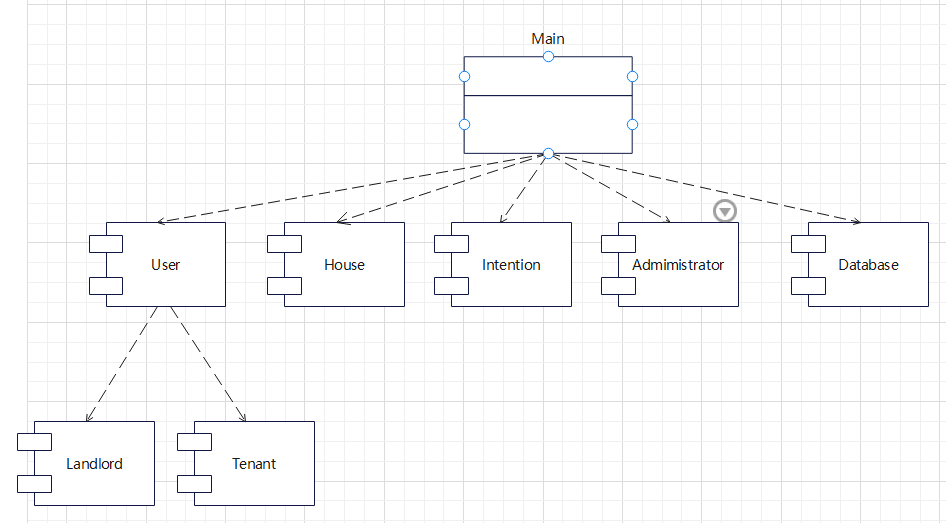 Main
User
House
Intention
Admimistrator
Database
Landlord
Tenant